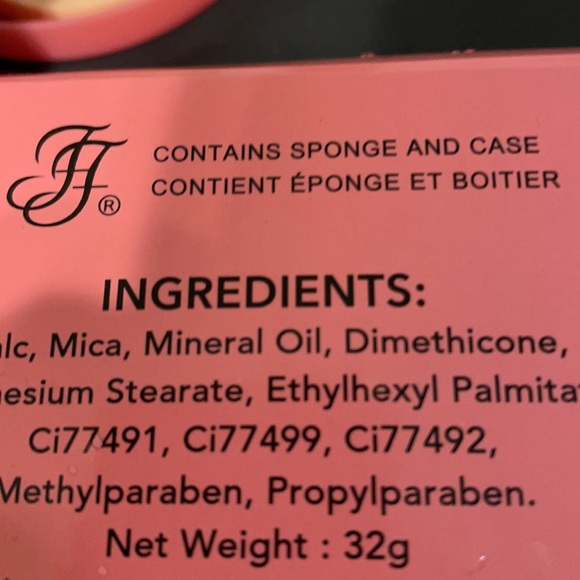 CONTAINS SPONGE AND CASE
CONTIENT ÉPONGE ET BOITIER
®
INGREDIENTS:
lc, Mica, Mineral Oil, Dimethicone,
esium Stearate, Ethylhexyl Palmita
Ci77491, Ci77499, Ci77492,
Methylparaben, Propylparaben.
Net Weight : 32g